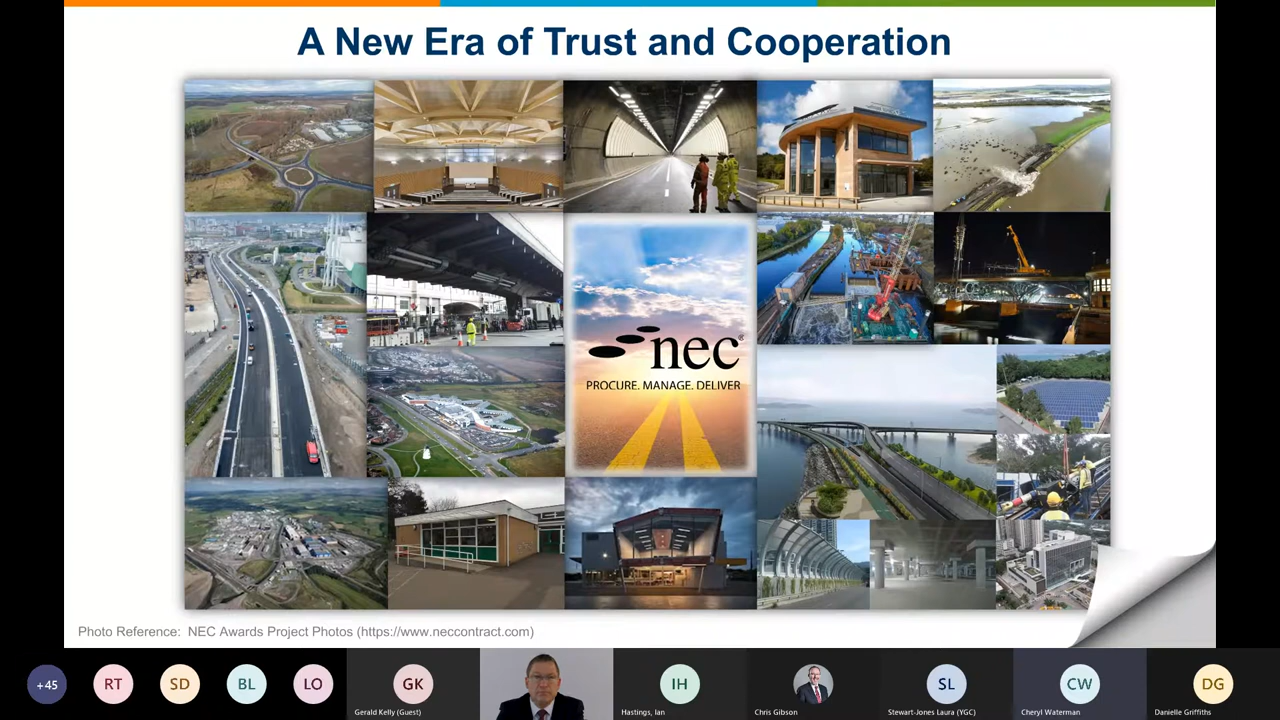 A New Era of Trust and Cooperation
nec®
PROCURE. MANAGE. DELIVER
Photo Reference: NEC Awards Project Photos (https://www.neccontract.com)
+45
RT
SD
BL
LO
GK
Gerald Kelly (Guest)
IH
Hastings, Ian
Chris Gibson
SL
Stewart-Jones Laura (YGC)
CW
Cheryl Waterman
DG
Danielle Griffiths